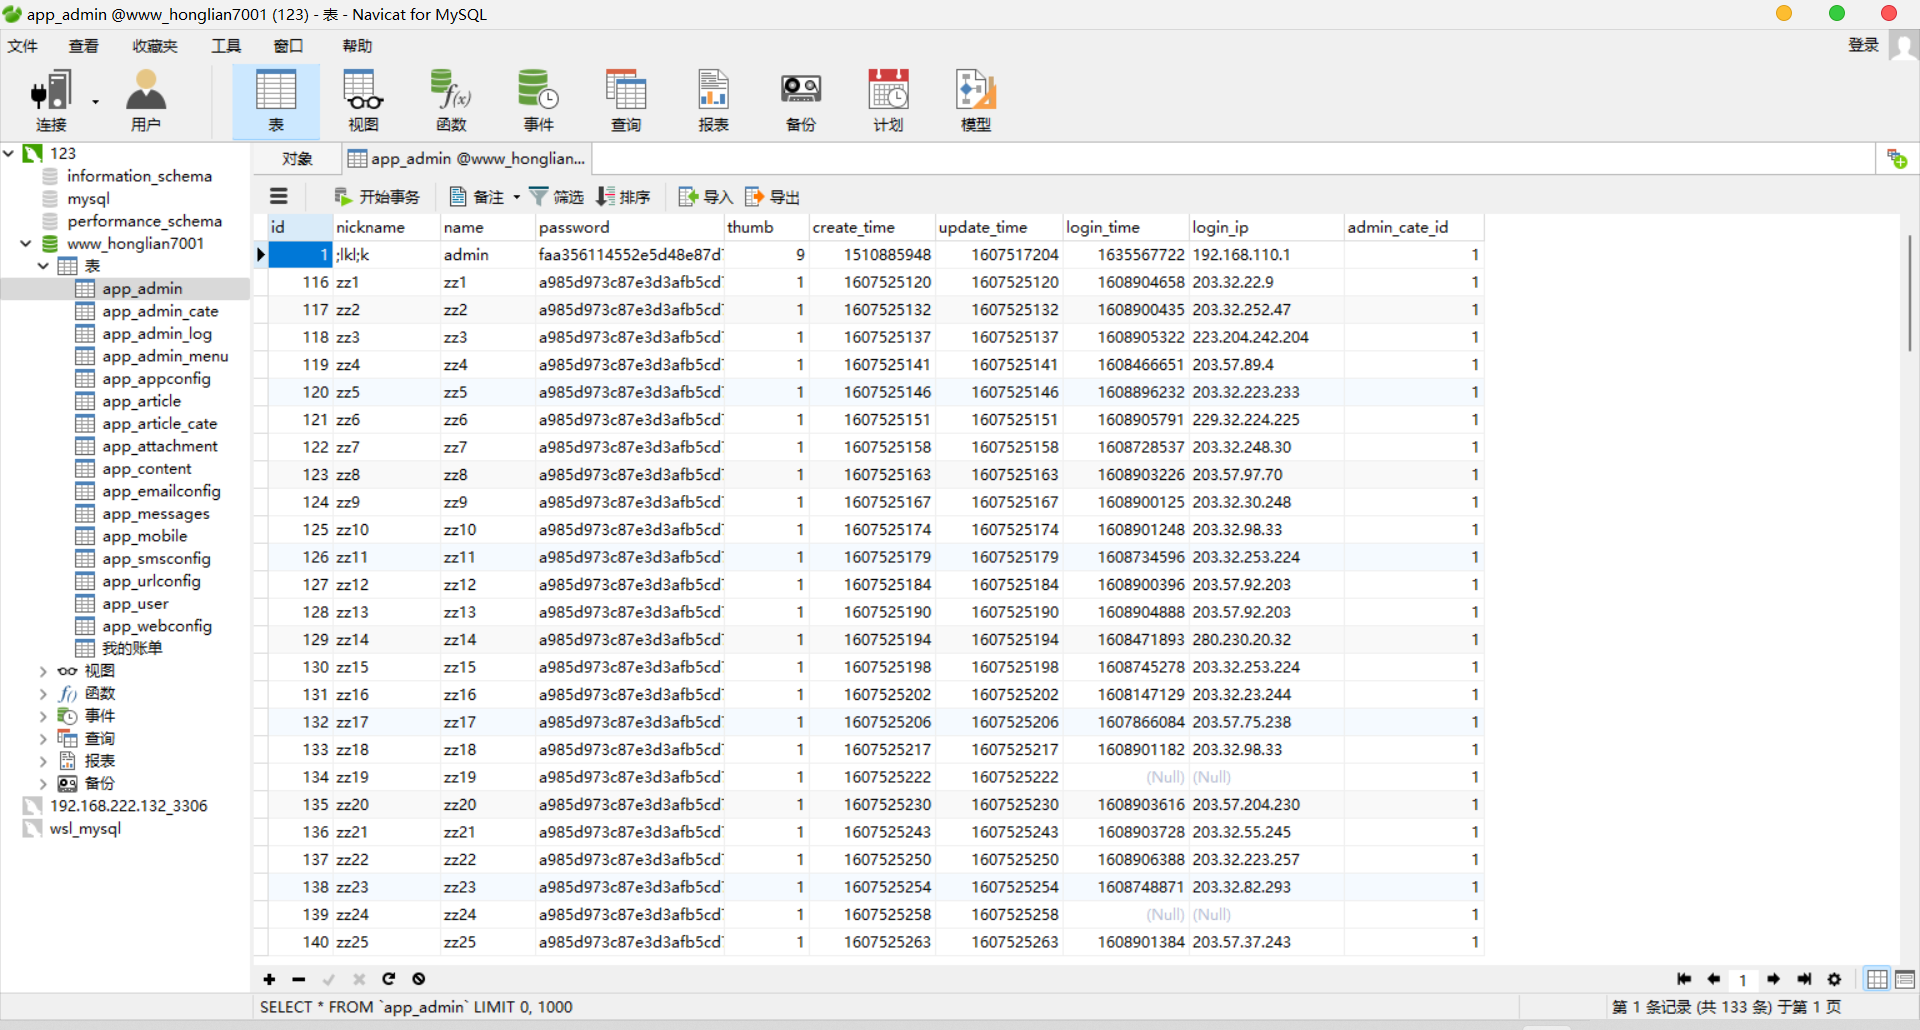 app_admin @www_honglian7001 (123) - 表 - Navicat for MySQL
文件 查看 收藏夹 工具 窗口 帮助 登录
连接 用户 表 视图 函数 事件 查询 报表 备份 计划 模型
对象 app_admin @www_honglian...
开始事务 备注 筛选 排序 导入 导出
123
information_schema
mysql
performance_schema
www_honglian7001
表
app_admin
app_admin_cate
app_admin_log
app_admin_menu
app_appconfig
app_article
app_article_cate
app_attachment
app_content
app_emailconfig
app_messages
app_mobile
app_smsconfig
app_urlconfig
app_user
app_webconfig
我的账单
视图
函数
事件
查询
报表
备份
192.168.222.132_3306
wsl_mysql
id nickname name password thumb create_time update_time login_time login_ip admin_cate_id
1 ;lkl;k admin faa356114552e5d48e87d 9 1510885948 1607517204 1635567722 192.168.110.1 1
116 zz1 zz1 a985d973c87e3d3afb5cd 1 1607525120 1607525120 1608904658 203.32.22.9 1
117 zz2 zz2 a985d973c87e3d3afb5cd 1 1607525132 1607525132 1608900435 203.32.252.47 1
118 zz3 zz3 a985d973c87e3d3afb5cd 1 1607525137 1607525137 1608905322 223.204.242.204 1
119 zz4 zz4 a985d973c87e3d3afb5cd 1 1607525141 1607525141 1608466651 203.57.89.4 1
120 zz5 zz5 a985d973c87e3d3afb5cd 1 1607525146 1607525146 1608896232 203.32.223.233 1
121 zz6 zz6 a985d973c87e3d3afb5cd 1 1607525151 1607525151 1608905791 229.32.224.225 1
122 zz7 zz7 a985d973c87e3d3afb5cd 1 1607525158 1607525158 1608728537 203.32.248.30 1
123 zz8 zz8 a985d973c87e3d3afb5cd 1 1607525163 1607525163 1608903226 203.57.97.70 1
124 zz9 zz9 a985d973c87e3d3afb5cd 1 1607525167 1607525167 1608900125 203.32.30.248 1
125 zz10 zz10 a985d973c87e3d3afb5cd 1 1607525174 1607525174 1608901248 203.32.98.33 1
126 zz11 zz11 a985d973c87e3d3afb5cd 1 1607525179 1607525179 1608734596 203.32.253.224 1
127 zz12 zz12 a985d973c87e3d3afb5cd 1 1607525184 1607525184 1608900396 203.57.92.203 1
128 zz13 zz13 a985d973c87e3d3afb5cd 1 1607525190 1607525190 1608904888 203.57.92.203 1
129 zz14 zz14 a985d973c87e3d3afb5cd 1 1607525194 1607525194 1608471893 280.230.20.32 1
130 zz15 zz15 a985d973c87e3d3afb5cd 1 1607525198 1607525198 1608745278 203.32.253.224 1
131 zz16 zz16 a985d973c87e3d3afb5cd 1 1607525202 1607525202 1608147129 203.32.23.244 1
132 zz17 zz17 a985d973c87e3d3afb5cd 1 1607525206 1607525206 1607866084 203.57.75.238 1
133 zz18 zz18 a985d973c87e3d3afb5cd 1 1607525217 1607525217 1608901182 203.32.98.33 1
134 zz19 zz19 a985d973c87e3d3afb5cd 1 1607525222 1607525222 (Null) (Null) 1
135 zz20 zz20 a985d973c87e3d3afb5cd 1 1607525230 1607525230 1608903616 203.57.204.230 1
136 zz21 zz21 a985d973c87e3d3afb5cd 1 1607525243 1607525243 1608903728 203.32.55.245 1
137 zz22 zz22 a985d973c87e3d3afb5cd 1 1607525250 1607525250 1608906388 203.32.223.257 1
138 zz23 zz23 a985d973c87e3d3afb5cd 1 1607525254 1607525254 1608748871 203.32.82.293 1
139 zz24 zz24 a985d973c87e3d3afb5cd 1 1607525258 1607525258 (Null) (Null) 1
140 zz25 zz25 a985d973c87e3d3afb5cd 1 1607525263 1607525263 1608901384 203.57.37.243 1
1
SELECT * FROM `app_admin` LIMIT 0, 1000 第 1 条记录 (共 133 条) 于第 1 页